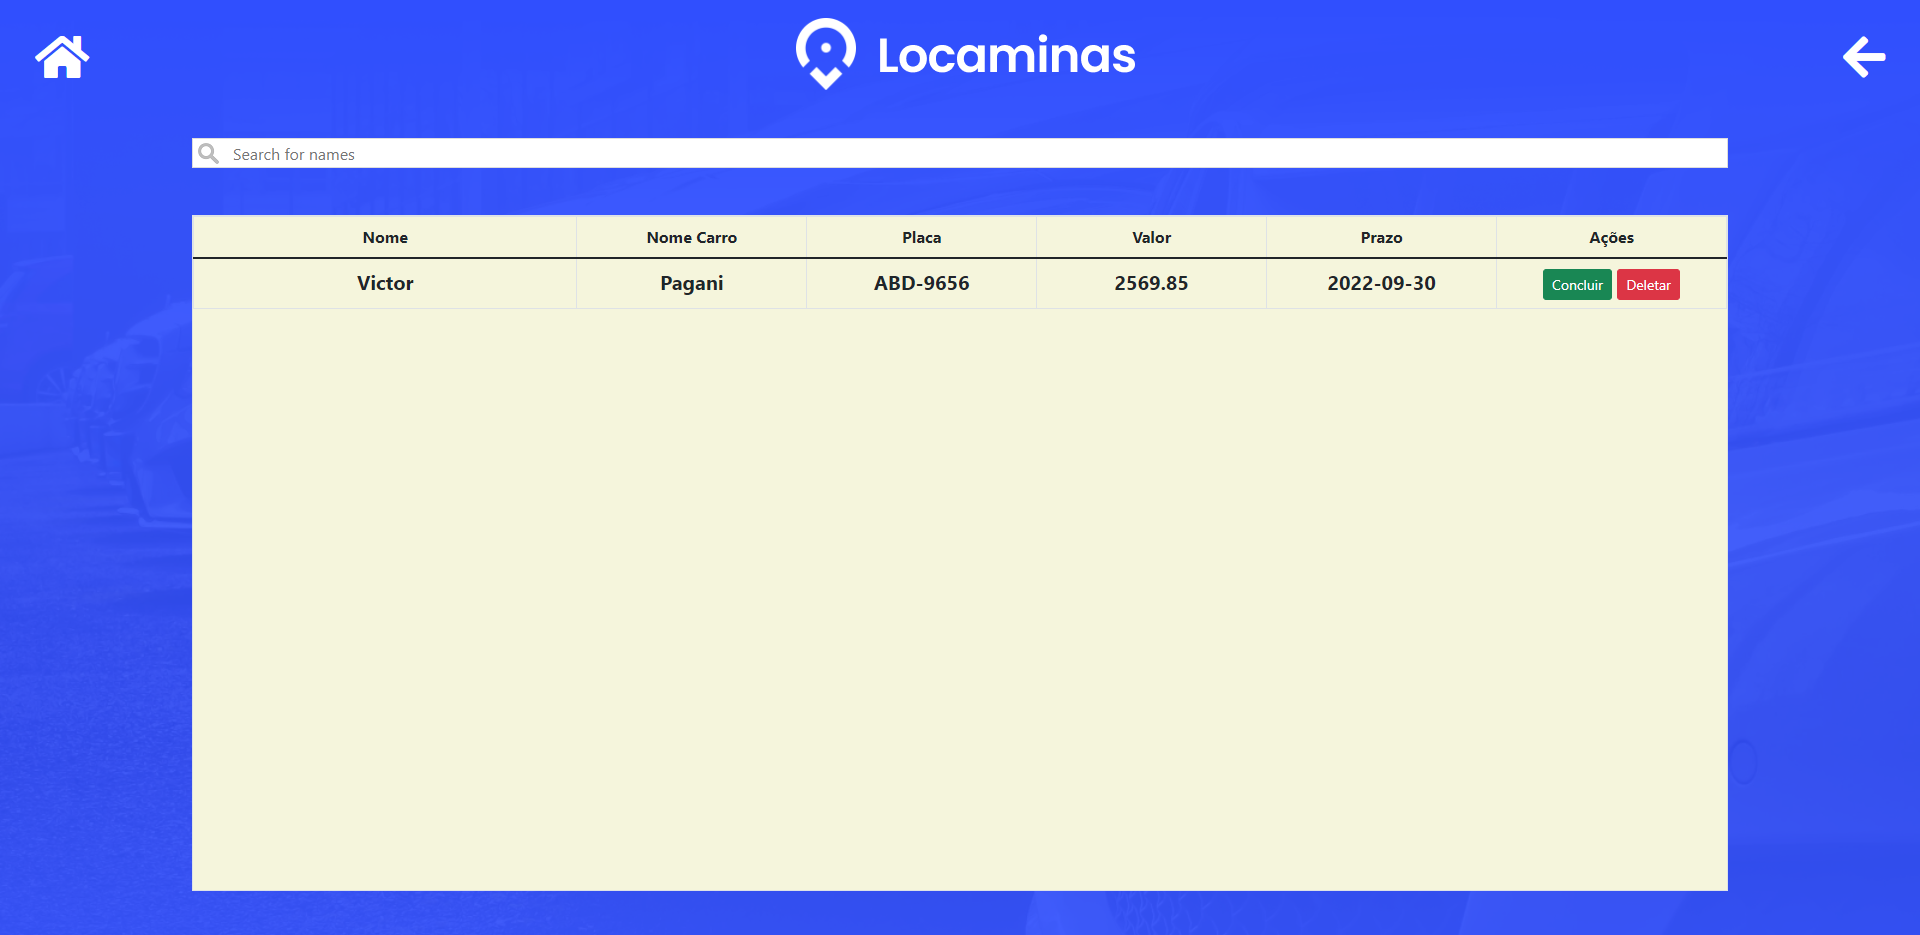 Locaminas
Search for names
Nome Nome Carro Placa Valor Prazo Ações
Victor Pagani ABD-9656 2569.85 2022-09-30 Concluir Deletar